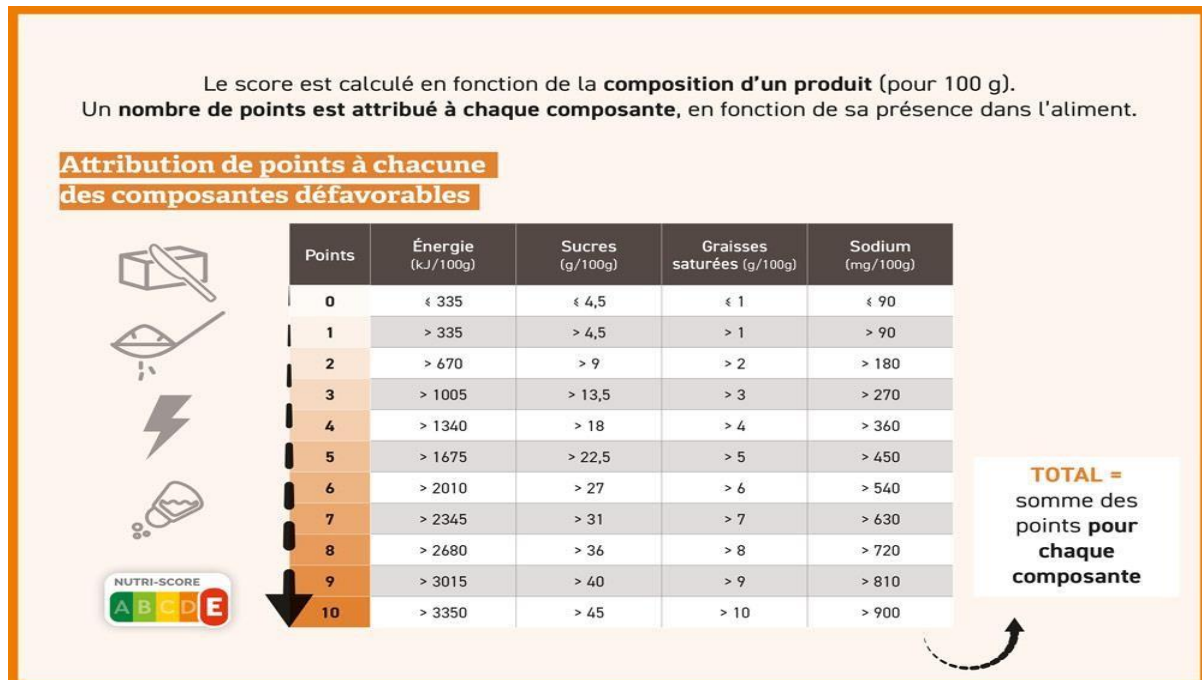 Le score est calculé en fonction de la composition d'un produit (pour 100 g).
Un nombre de points est attribué à chaque composante, en fonction de sa présence dans l'aliment.
Attribution de points à chacune
des composantes défavorables
Points Énergie (kJ/100g) Sucres (g/100g) Graisses saturées (g/100g) Sodium (mg/100g)
0 ≤ 335 ≤ 4,5 ≤ 1 ≤ 90
1 > 335 > 4,5 > 1 > 90
2 > 670 > 9 > 2 > 180
3 > 1005 > 13,5 > 3 > 270
4 > 1340 > 18 > 4 > 360
5 > 1675 > 22,5 > 5 > 450
6 > 2010 > 27 > 6 > 540
7 > 2345 > 31 > 7 > 630
8 > 2680 > 36 > 8 > 720
9 > 3015 > 40 > 9 > 810
10 > 3350 > 45 > 10 > 900
NUTRI-SCORE
A B C D E
TOTAL =
somme des
points pour
chaque
composante